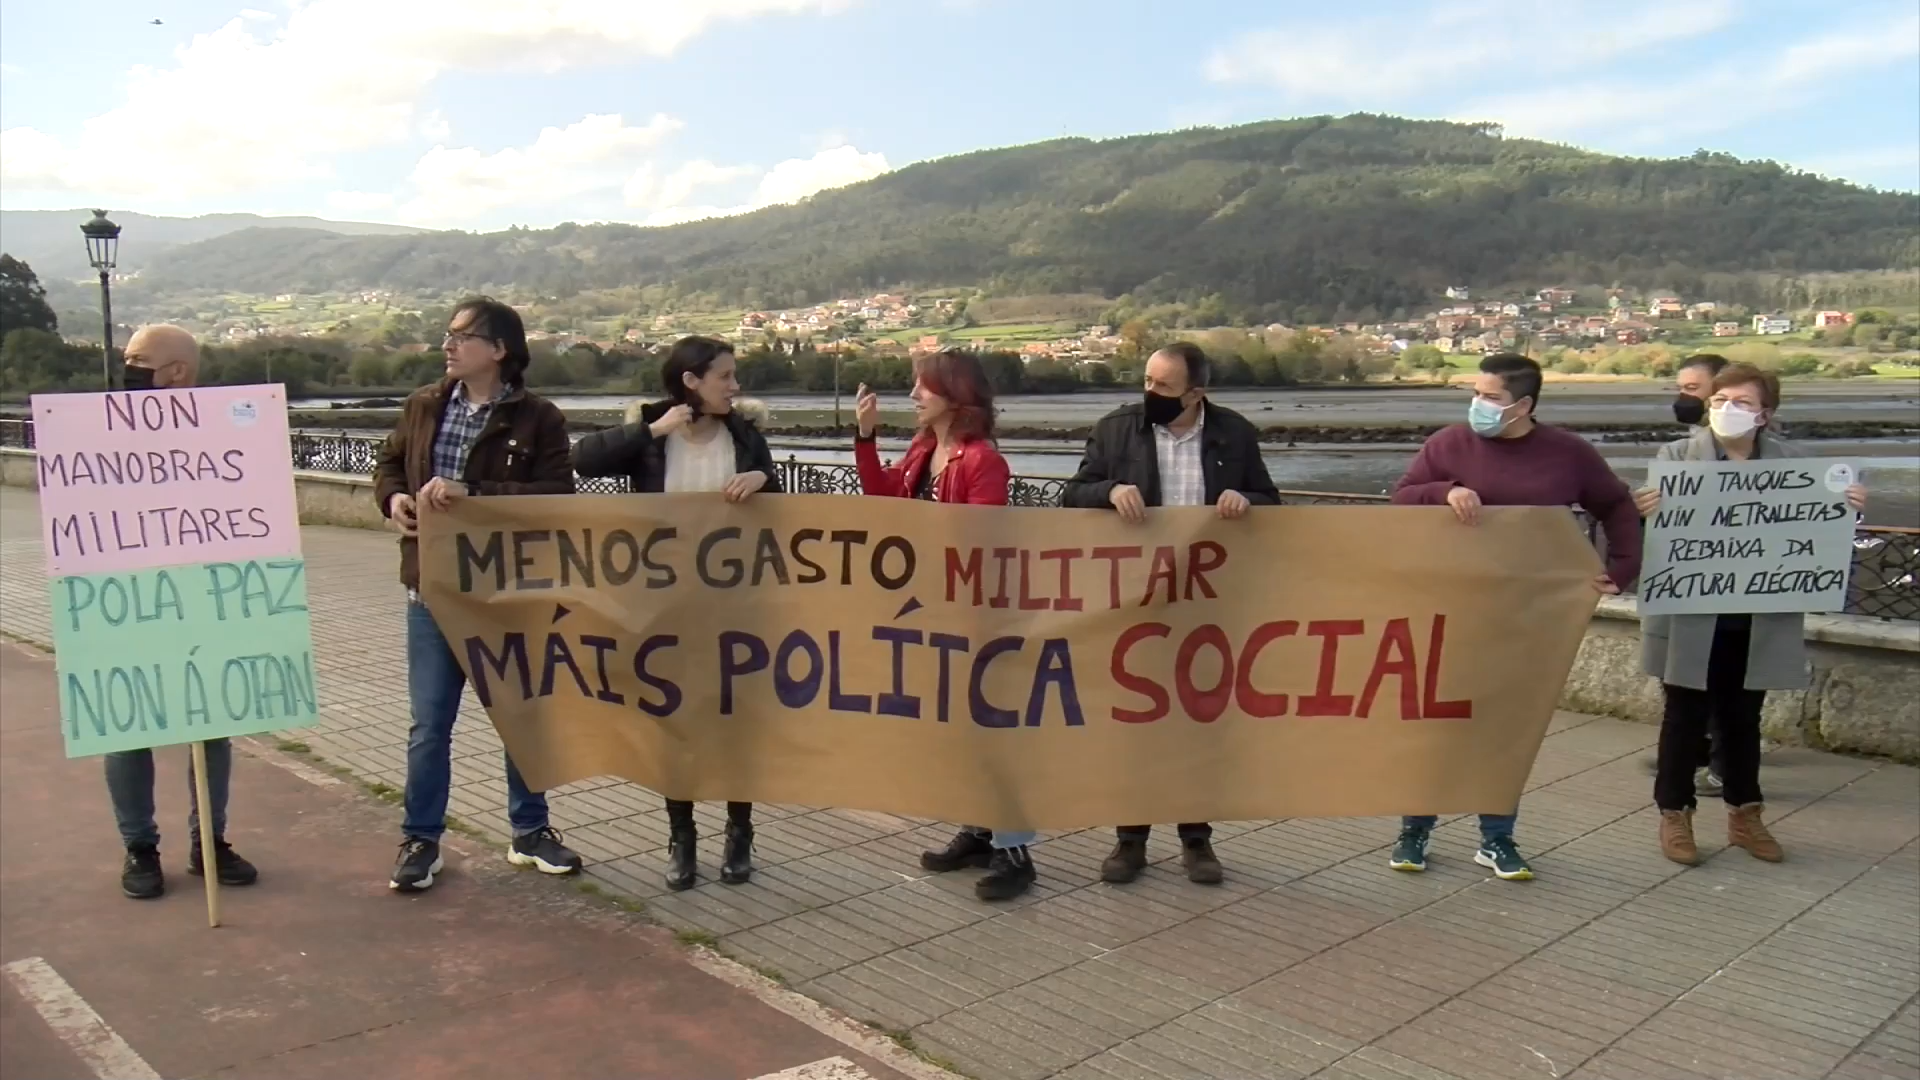 NON
MANOBRAS
MILITARES
POLA PAZ
NON Á OTAN
MENOS GASTO MILITAR
MÁIS POLÍTCA SOCIAL
NIN TANQUES
NIN METRALLETAS
REBAIXA DA
FACTURA ELÉCTRICA